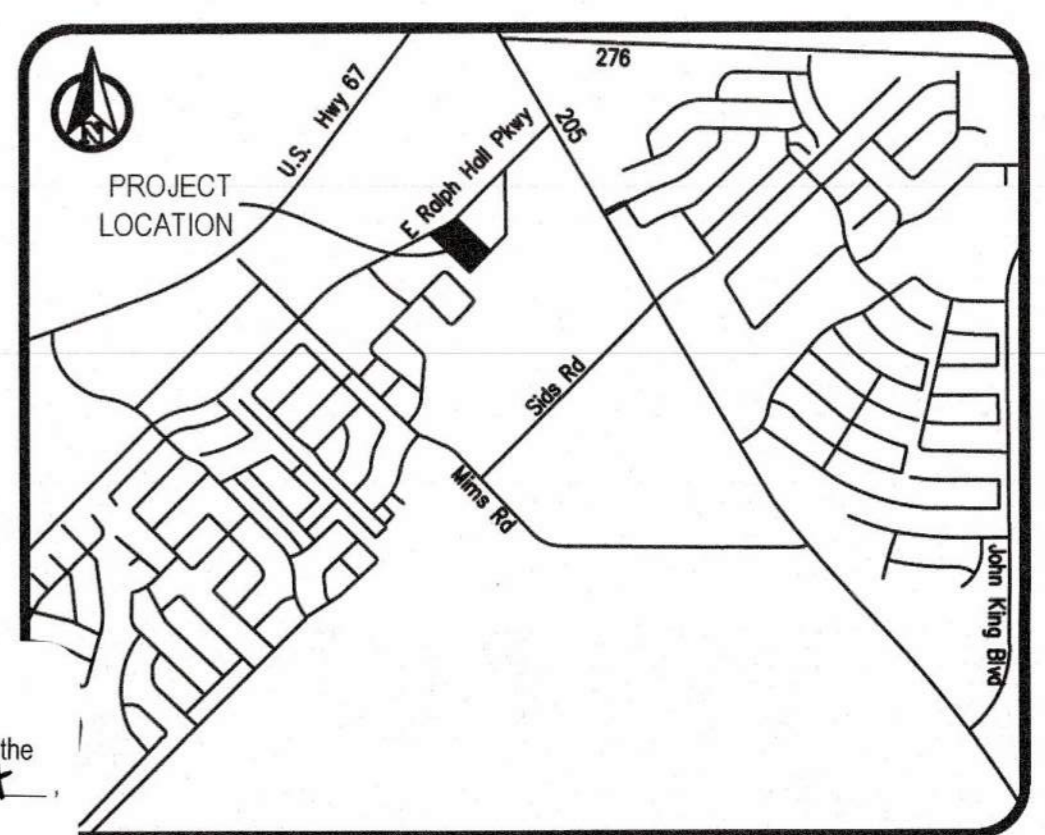 N
276
U.S. Hwy 67
E Ralph Hall Pkwy
205
PROJECT
LOCATION
Sids Rd
Mims Rd
John King Blvd
the
,